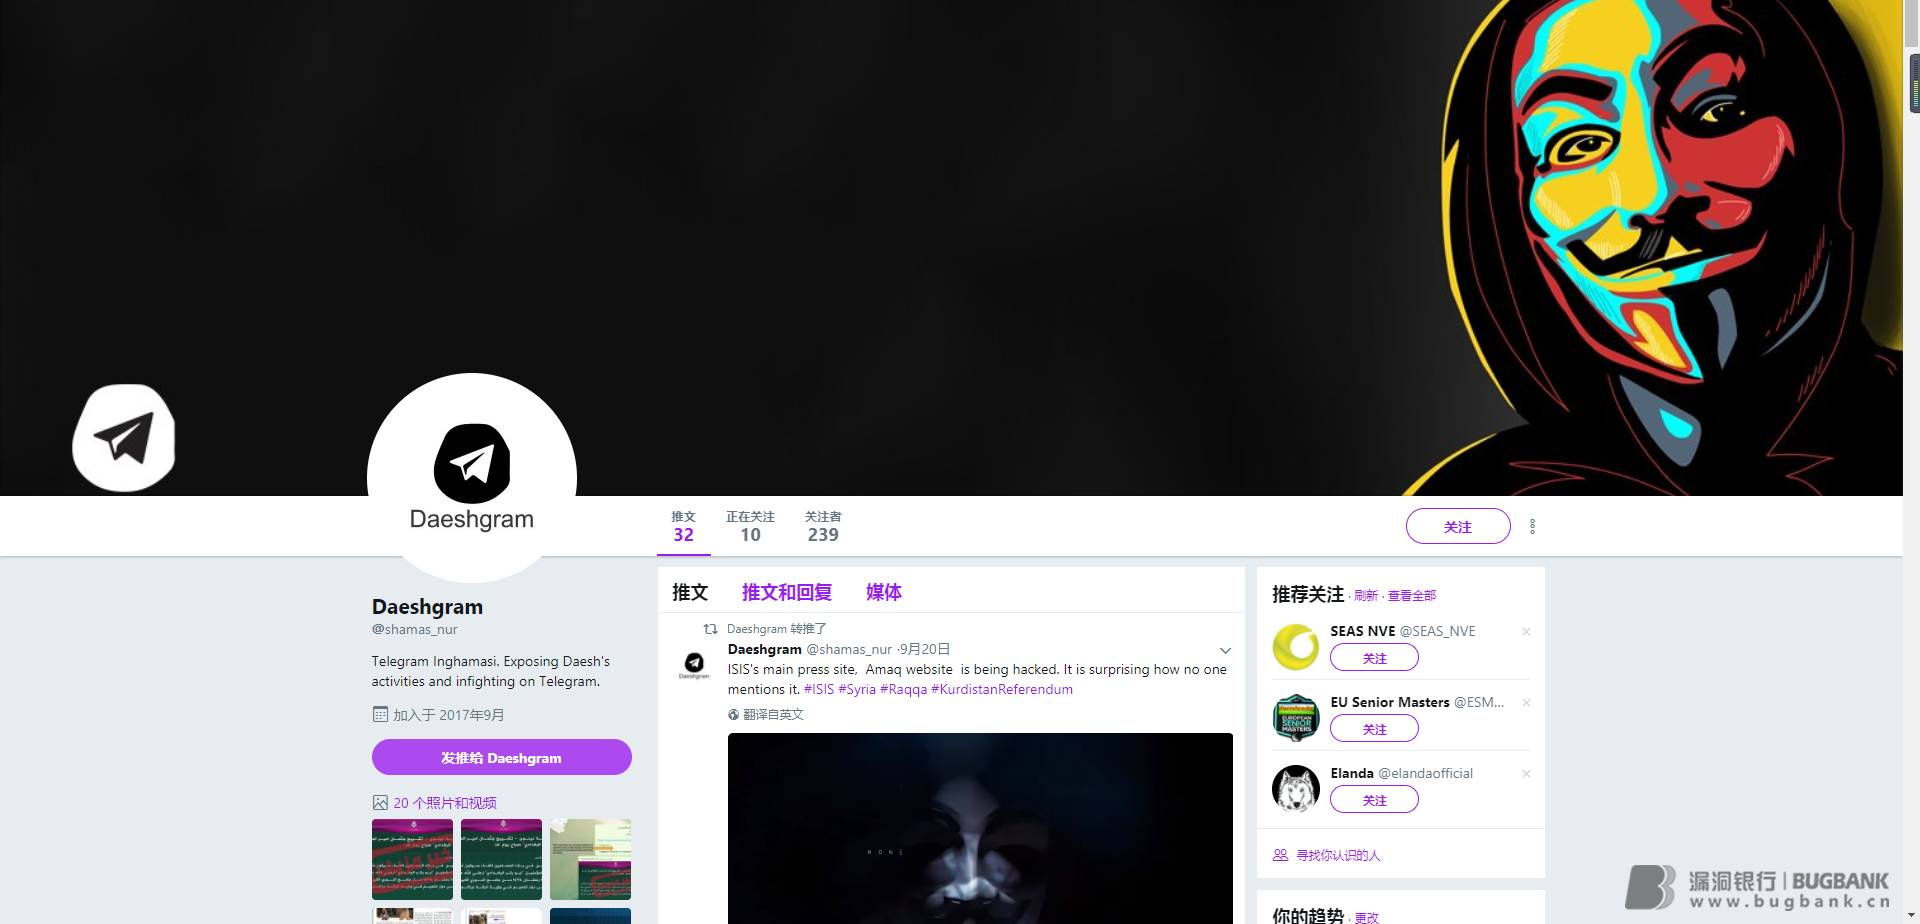 Daeshgram
推文
32
正在关注
10
关注者
239
关注
Daeshgram
@shamas_nur
Telegram Inghamasi. Exposing Daesh's
activities and infighting on Telegram.
加入于 2017年9月
发推给 Daeshgram
20 个照片和视频
推文 推文和回复 媒体
Daeshgram 转推了
Daeshgram @shamas_nur ·9月20日
ISIS's main press site, Amaq website is being hacked. It is surprising how no one
mentions it. #ISIS #Syria #Raqqa #KurdistanReferendum
翻译自英文
Daeshgram
NONE
推荐关注 · 刷新 · 查看全部
SEAS NVE @SEAS_NVE
关注
EU Senior Masters @ESM...
关注
EUROPEAN
SENIOR
MASTERS
Elanda @elandaofficial
关注
寻找你认识的人
你的趋势 · 更改
漏洞银行 | BUGBANK
www.bugbank.cn